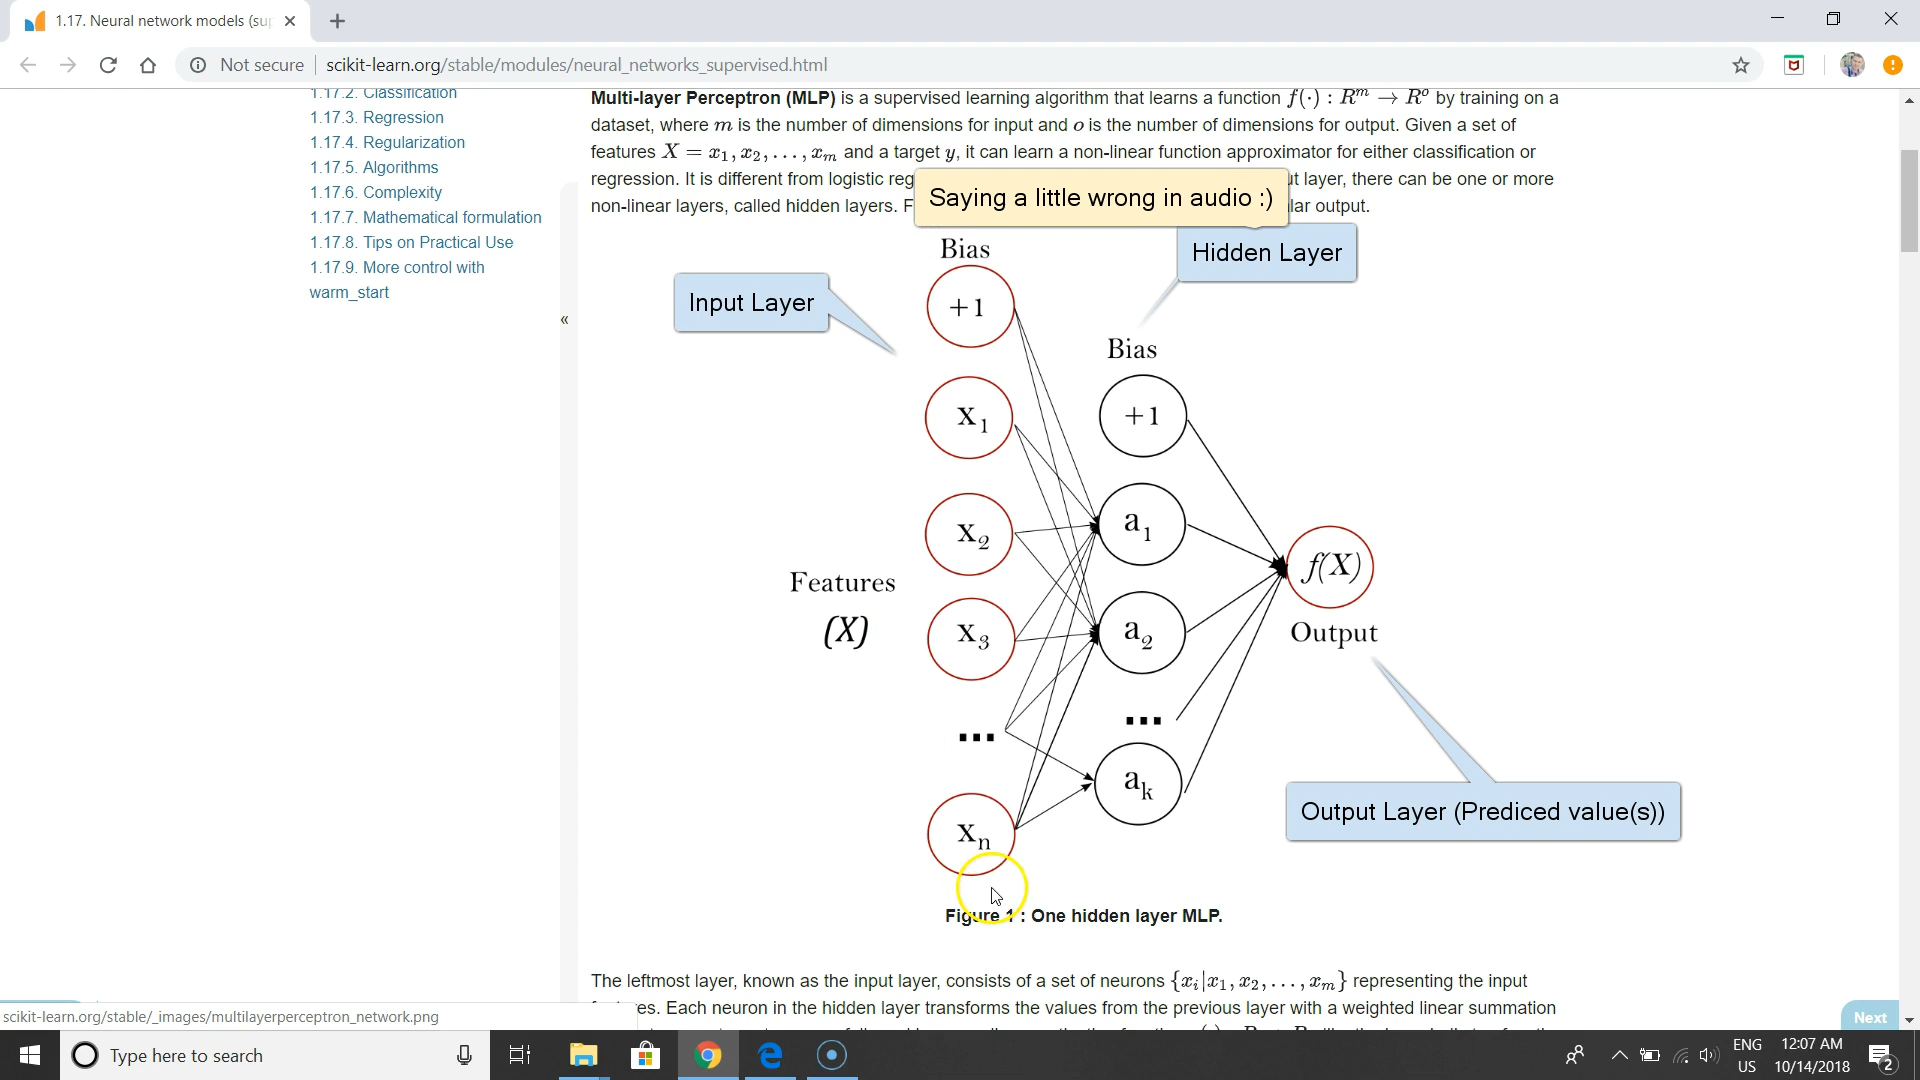 1.17. Neural network models (su
Not secure scikit-learn.org/stable/modules/neural_networks_supervised.html
1.17.2. Classification
1.17.3. Regression
1.17.4. Regularization
1.17.5. Algorithms
1.17.6. Complexity
1.17.7. Mathematical formulation
1.17.8. Tips on Practical Use
1.17.9. More control with
warm_start
«
Multi-layer Perceptron (MLP) is a supervised learning algorithm that learns a function f(·) : Rᵐ → Rᵒ by training on a
dataset, where m is the number of dimensions for input and o is the number of dimensions for output. Given a set of
features X = x₁, x₂, . . . , xₘ and a target y, it can learn a non-linear function approximator for either classification or
regression. It is different from logistic reg
layer, there can be one or more
non-linear layers, called hidden layers. F
output.
Saying a little wrong in audio :)
Hidden Layer
Input Layer
Bias
+1
x₁
x₂
x₃
...
xₙ
Features
(X)
Bias
+1
a₁
a₂
...
aₖ
f(X)
Output
Output Layer (Prediced value(s))
Figure 1 : One hidden layer MLP.
The leftmost layer, known as the input layer, consists of a set of neurons {xᵢ|x₁, x₂, . . . , xₘ} representing the input
es. Each neuron in the hidden layer transforms the values from the previous layer with a weighted linear summation
Next
scikit-learn.org/stable/_images/multilayerperceptron_network.png
Type here to search
ENG
US
12:07 AM
10/14/2018
2